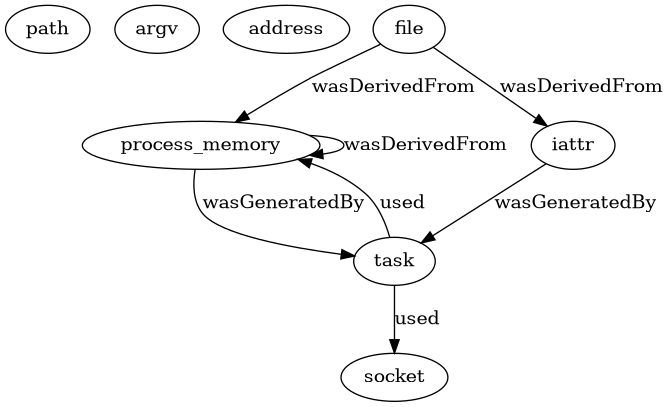 path argv address file
wasDerivedFrom wasDerivedFrom
process_memory wasDerivedFrom iattr
wasGeneratedBy used wasGeneratedBy
task
used
socket